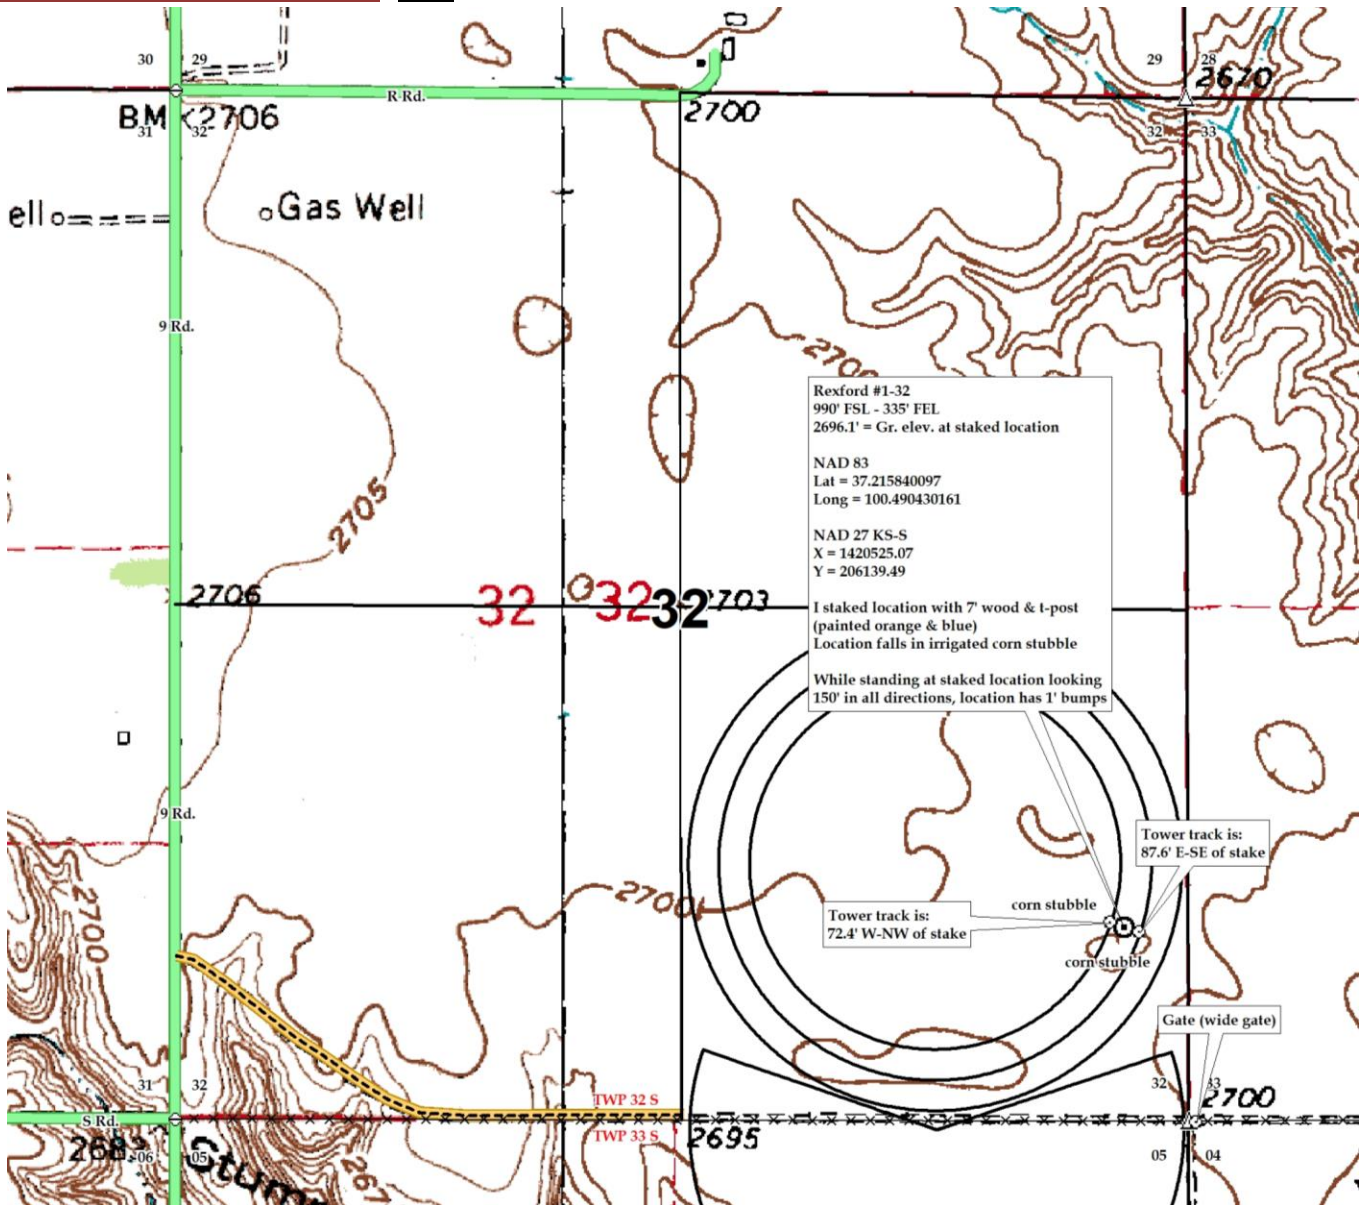 30
29
29
28
2670
R Rd.
2700
BMK2706
31
32
32
33
ell
Gas Well
9 Rd.
2700
Rexford #1-32
990' FSL - 335' FEL
2696.1' = Gr. elev. at staked location
NAD 83
Lat = 37.215840097
Long = 100.490430161
NAD 27 KS-S
X = 1420525.07
Y = 206139.49
I staked location with 7' wood & t-post
(painted orange & blue)
Location falls in irrigated corn stubble
While standing at staked location looking
150' in all directions, location has 1' bumps
2705
2706
32
32
32
2703
9 Rd.
Tower track is:
87.6' E-SE of stake
2700
2700
corn stubble
Tower track is:
72.4' W-NW of stake
corn stubble
Gate (wide gate)
31
32
32
33
2700
TWP 32 S
S Rd.
TWP 33 S
2695
06
05
05
04
Stump
267